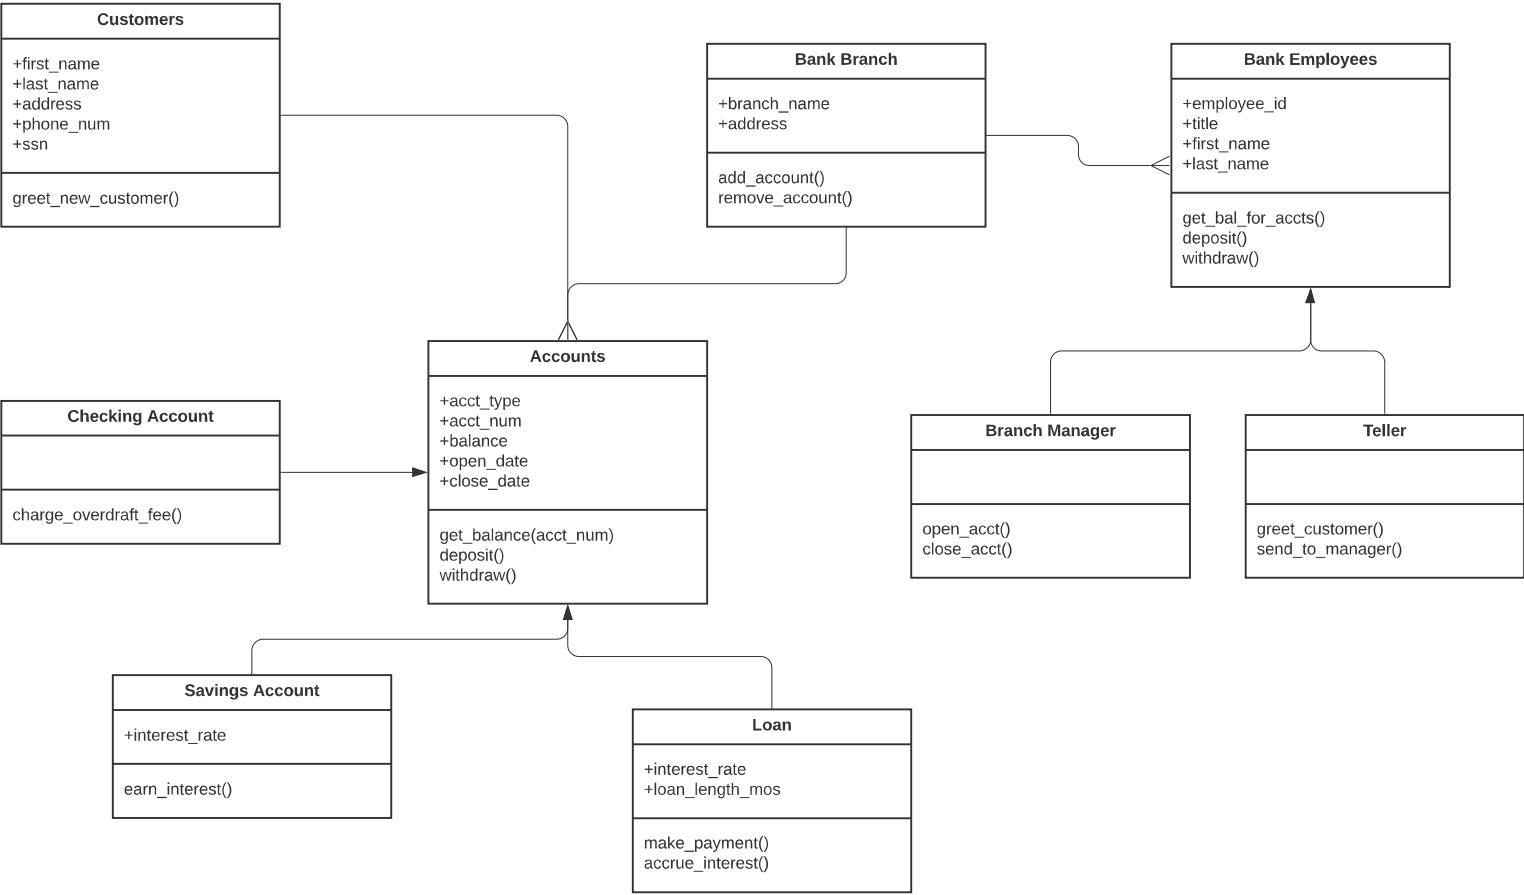 Customers
+first_name
+last_name
+address
+phone_num
+ssn
greet_new_customer()
Bank Branch
+branch_name
+address
add_account()
remove_account()
Bank Employees
+employee_id
+title
+first_name
+last_name
get_bal_for_accts()
deposit()
withdraw()
Accounts
+acct_type
+acct_num
+balance
+open_date
+close_date
get_balance(acct_num)
deposit()
withdraw()
Checking Account
charge_overdraft_fee()
Branch Manager
open_acct()
close_acct()
Teller
greet_customer()
send_to_manager()
Savings Account
+interest_rate
earn_interest()
Loan
+interest_rate
+loan_length_mos
make_payment()
accrue_interest()